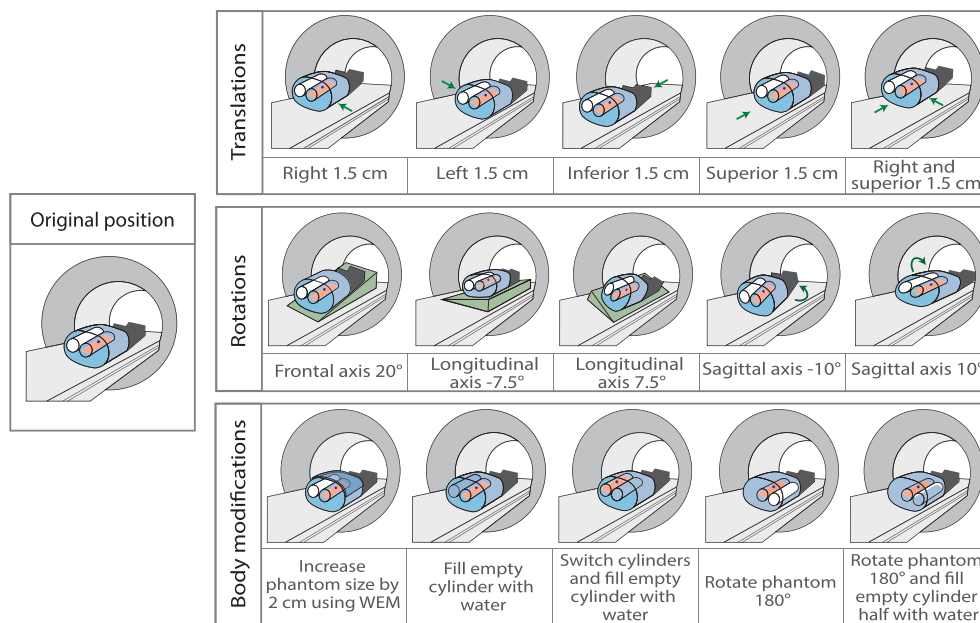 Original position
Translations
Right 1.5 cm
Left 1.5 cm
Inferior 1.5 cm
Superior 1.5 cm
Right and
superior 1.5 cm
Rotations
Frontal axis 20°
Longitudinal
axis -7.5°
Longitudinal
axis 7.5°
Sagittal axis -10°
Sagittal axis 10°
Body modifications
Increase
phantom size by
2 cm using WEM
Fill empty
cylinder with
water
Switch cylinders
and fill empty
cylinder with
water
Rotate phantom
180°
Rotate phantom
180° and fill
empty cylinder
half with water